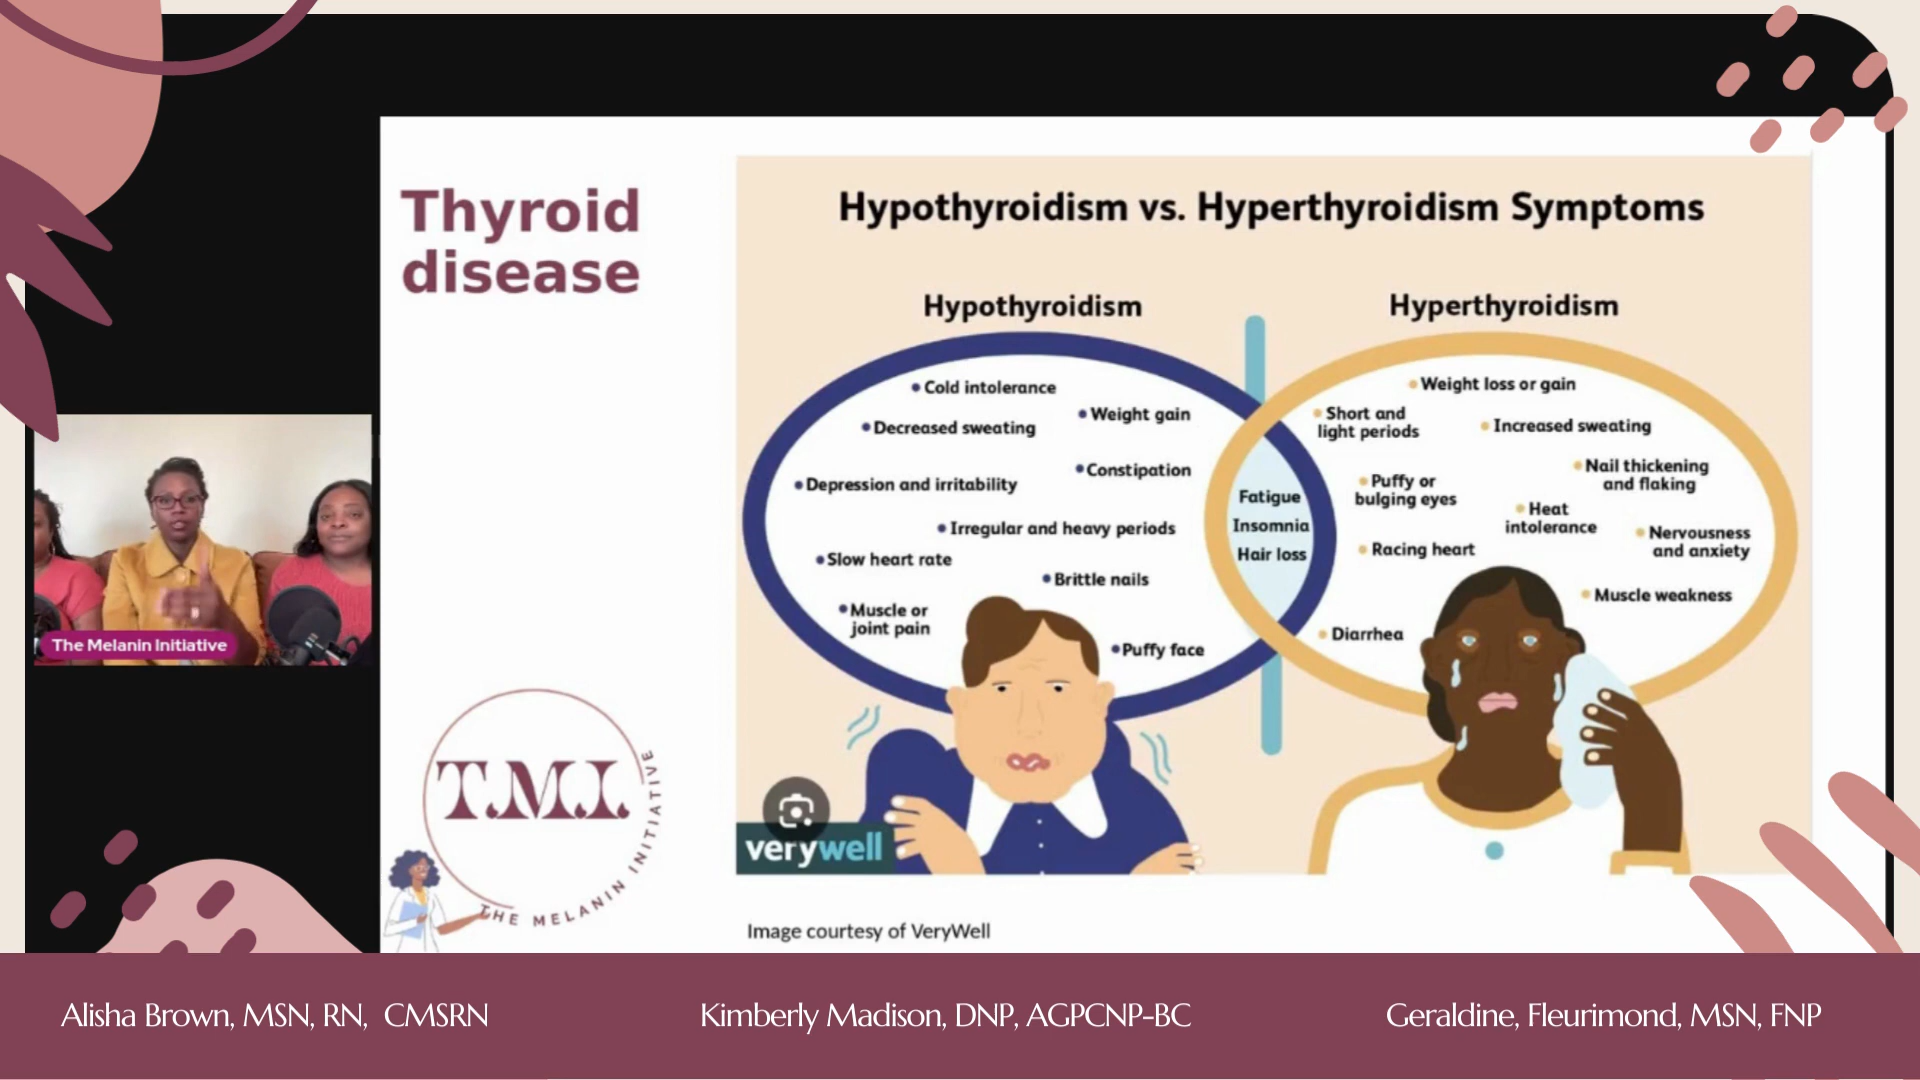 Thyroid
disease
Hypothyroidism vs. Hyperthyroidism Symptoms
Hypothyroidism
• Cold intolerance
• Weight gain
• Decreased sweating
• Constipation
• Depression and irritability
• Irregular and heavy periods
• Slow heart rate
• Brittle nails
• Muscle or
joint pain
• Puffy face
Fatigue
Insomnia
Hair loss
Hyperthyroidism
• Weight loss or gain
• Short and
light periods
• Increased sweating
• Nail thickening
and flaking
• Puffy or
bulging eyes
• Heat
intolerance
• Nervousness
and anxiety
• Racing heart
• Muscle weakness
• Diarrhea
verywell
Image courtesy of VeryWell
The Melanin Initiative
T.M.I.
THE MELANIN INITIATIVE
Alisha Brown, MSN, RN, CMSRN
Kimberly Madison, DNP, AGPCNP-BC
Geraldine, Fleurimond, MSN, FNP